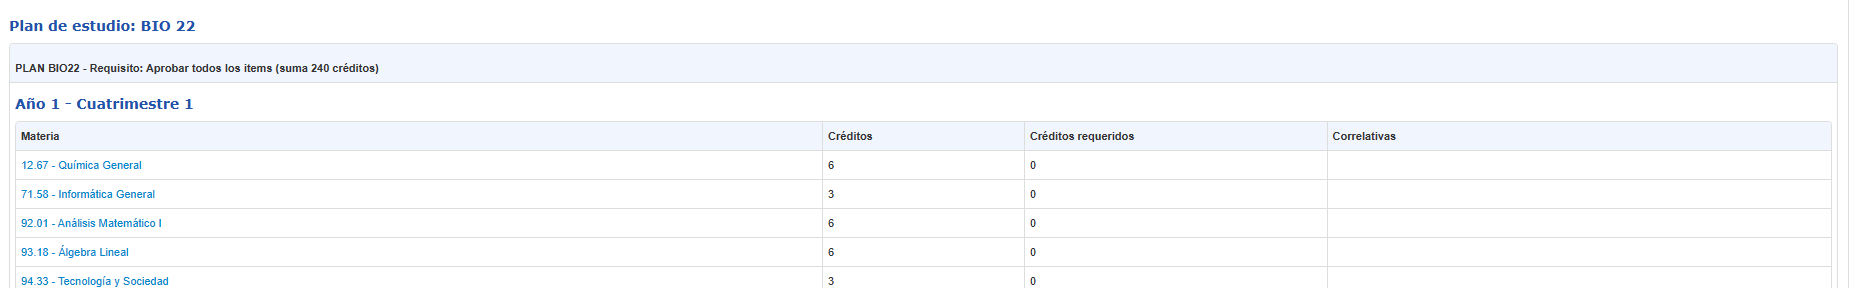 Plan de estudio: BIO 22
PLAN BIO22 - Requisito: Aprobar todos los items (suma 240 créditos)
Año 1 - Cuatrimestre 1
Materia Créditos Créditos requeridos Correlativas
12.67 - Química General 6 0
71.58 - Informática General 3 0
92.01 - Análisis Matemático I 6 0
93.18 - Álgebra Lineal 6 0
94.33 - Tecnología y Sociedad 3 0